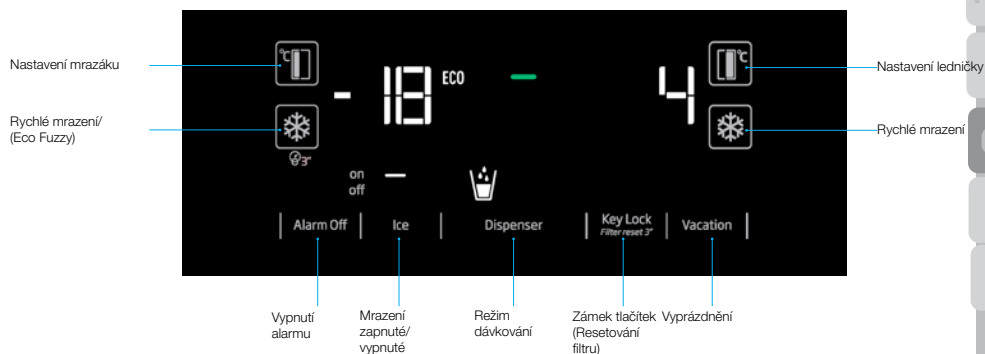 °C
- 18 ECO
4
°C
Nastavení mrazáku
Nastavení ledničky
Rychlé mrazení/
(Eco Fuzzy)
Rychlé mrazení
3"
on
off
Alarm Off
Ice
Dispenser
Key Lock
Filter reset 3"
Vacation
Vypnutí
alarmu
Mrazení
zapnuté/
vypnuté
Režim
dávkování
Zámek tlačítek
(Resetování
filtru)
Vyprázdnění